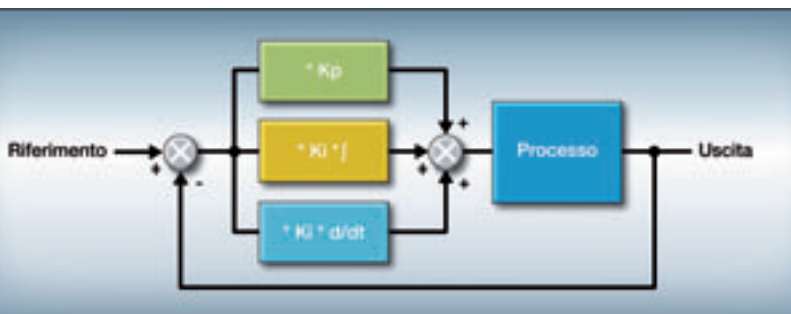 * Kp
Riferimento
* Ki * ∫
Processo
Uscita
* Ki * d/dt
+
-
+
+
+